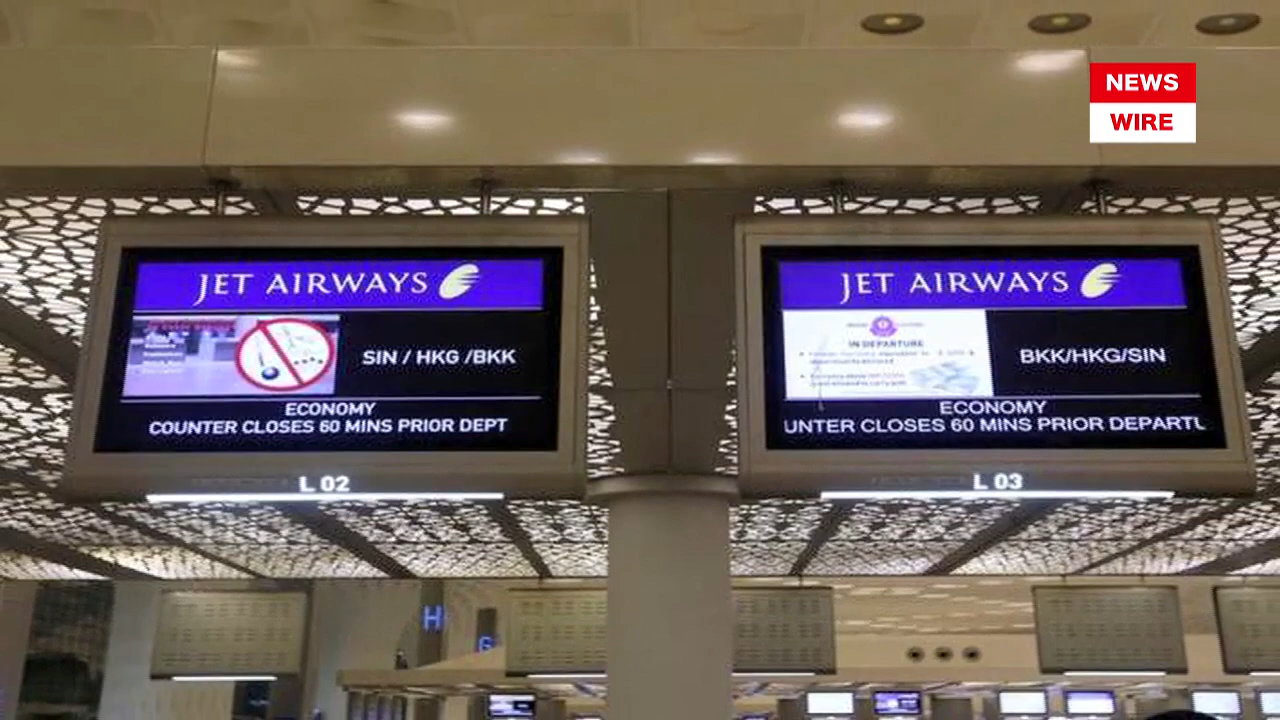 NEWS
WIRE
JET AIRWAYS
SIN / HKG /BKK
ECONOMY
COUNTER CLOSES 60 MINS PRIOR DEPT
L 02
JET AIRWAYS
IN DEPARTURE
BKK/HKG/SIN
ECONOMY
UNTER CLOSES 60 MINS PRIOR DEPARTU
L 03
H
G